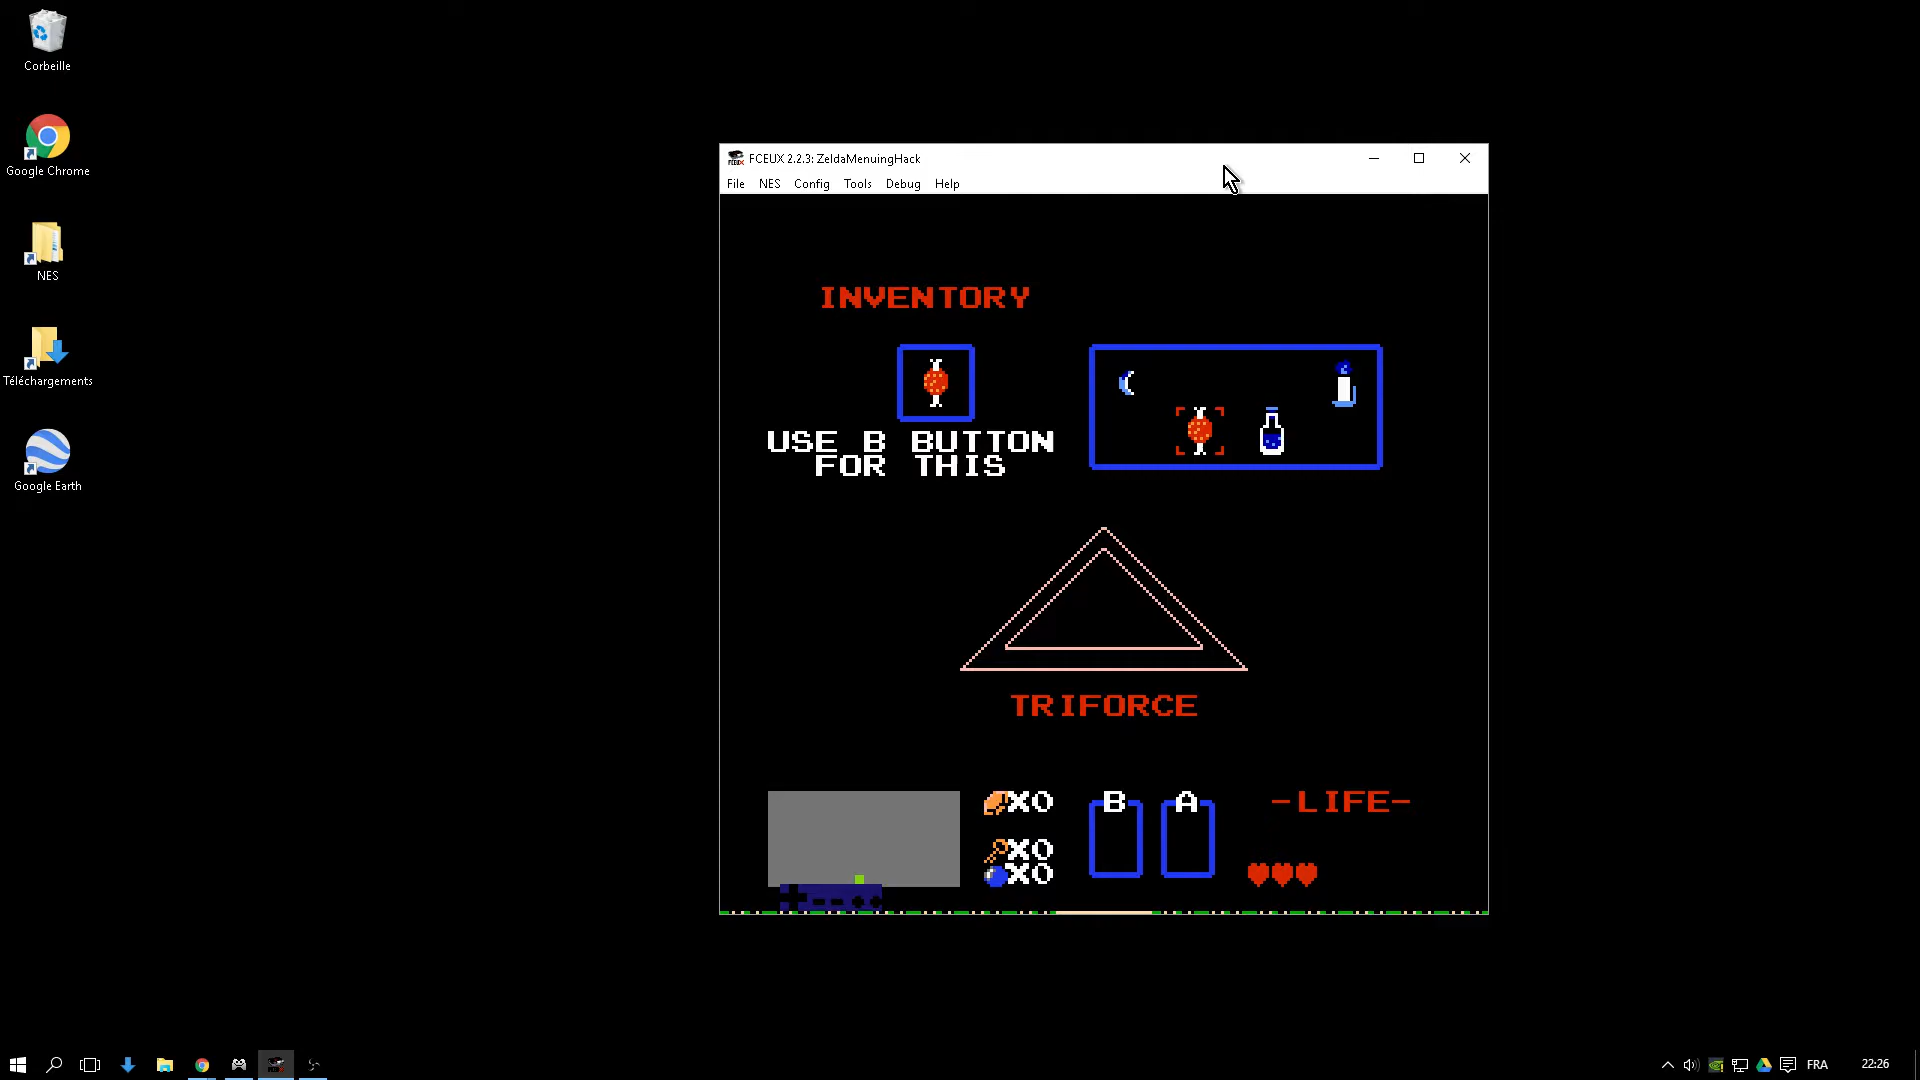 Corbeille
Google Chrome
NES
Téléchargements
Google Earth
FCEUX 2.2.3: ZeldaMenuingHack
File NES Config Tools Debug Help
INVENTORY
USE B BUTTON
FOR THIS
TRIFORCE
X0 B A -LIFE-
X0
X0
FRA 22:26